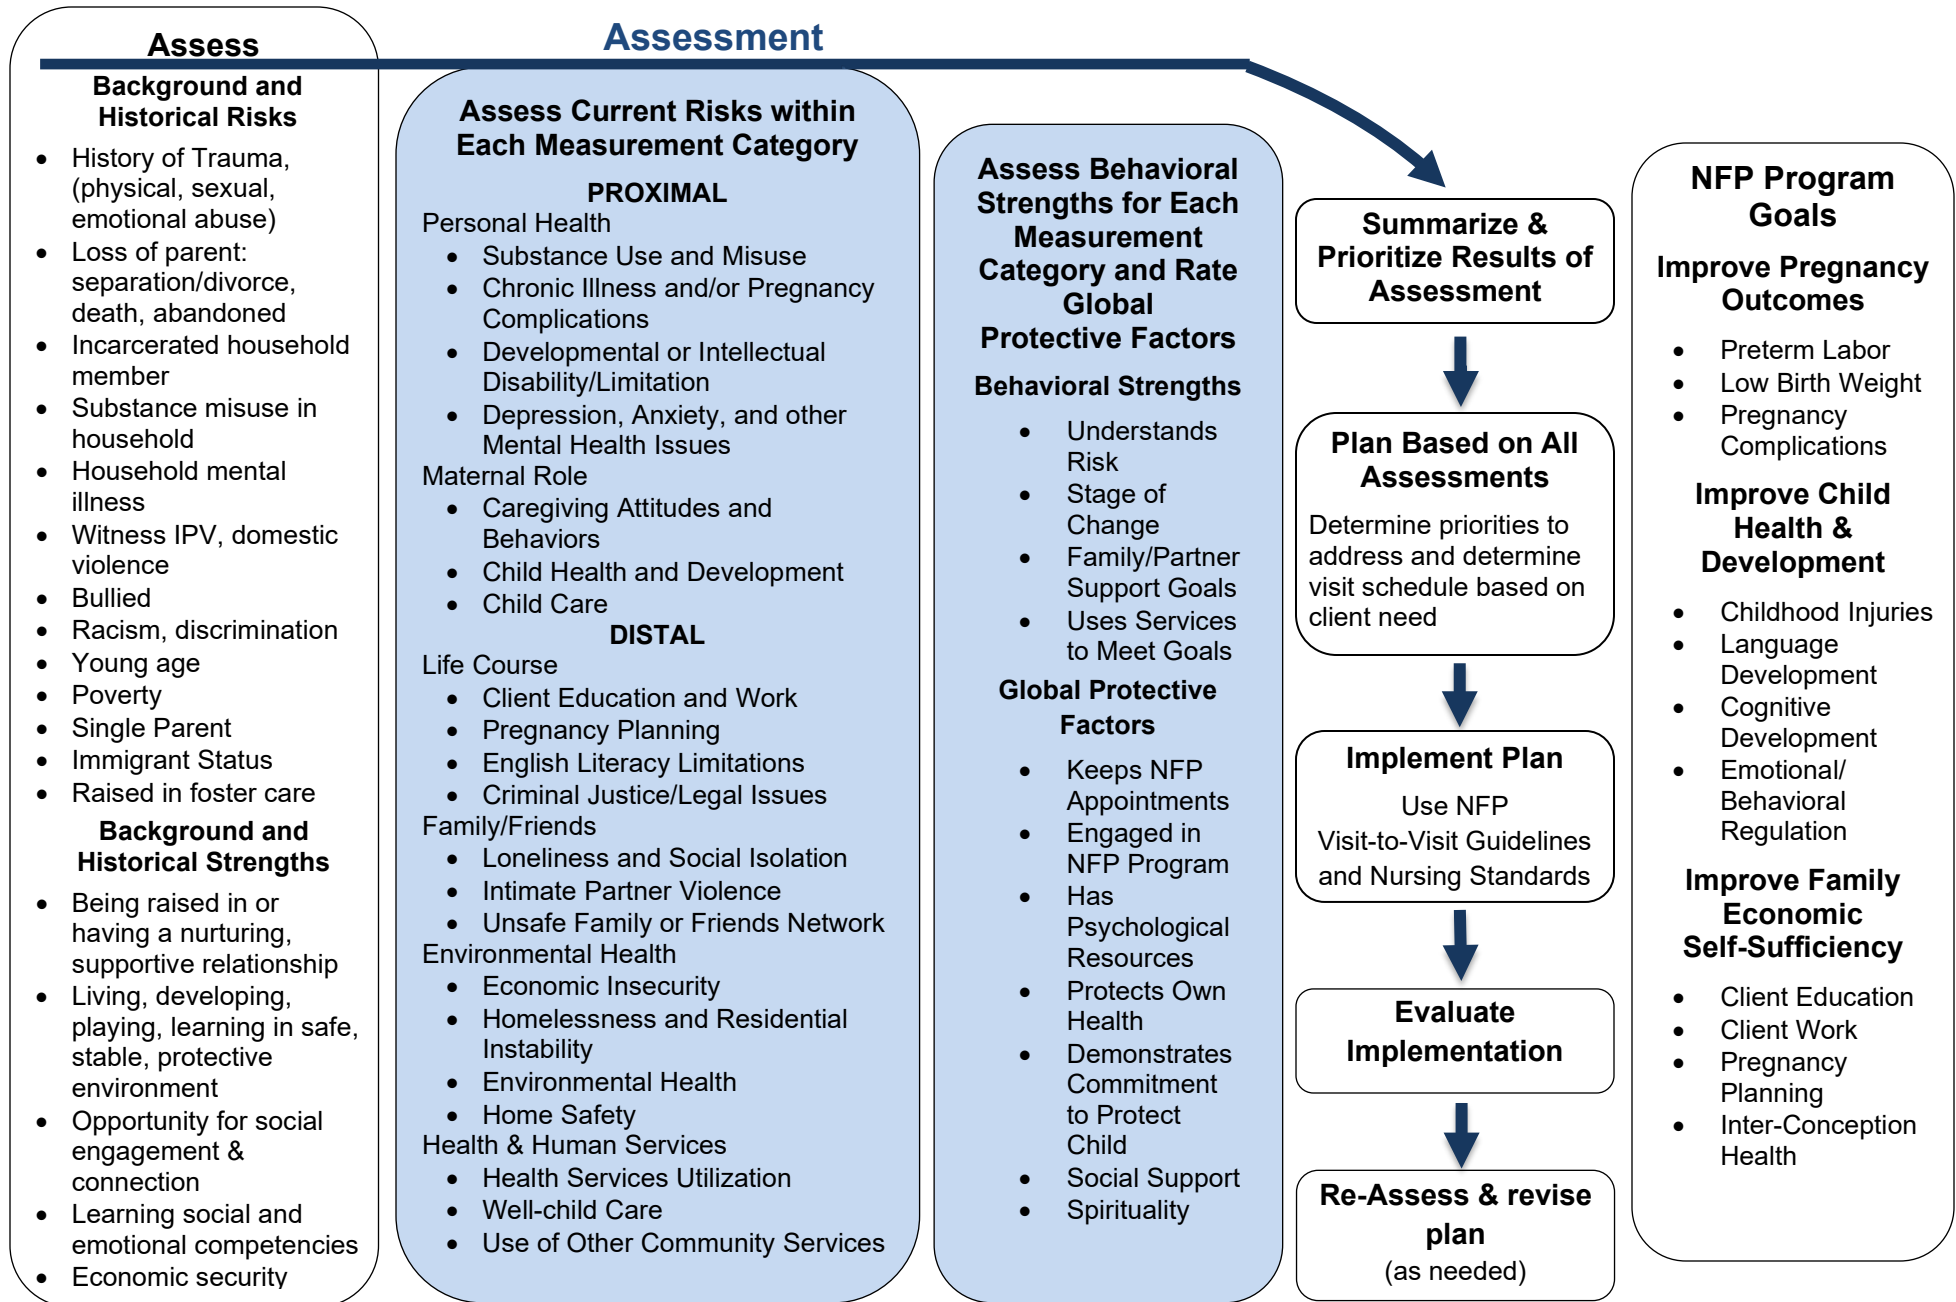 Assessment
Assess
Background and
Historical Risks
• History of Trauma,
(physical, sexual,
emotional abuse)
• Loss of parent:
separation/divorce,
death, abandoned
• Incarcerated household
member
• Substance misuse in
household
• Household mental
illness
• Witness IPV, domestic
violence
• Bullied
• Racism, discrimination
• Young age
• Poverty
• Single Parent
• Immigrant Status
• Raised in foster care
Background and
Historical Strengths
• Being raised in or
having a nurturing,
supportive relationship
• Living, developing,
playing, learning in safe,
stable, protective
environment
• Opportunity for social
engagement &
connection
• Learning social and
emotional competencies
• Economic security
Assess Current Risks within
Each Measurement Category
PROXIMAL
Personal Health
• Substance Use and Misuse
• Chronic Illness and/or Pregnancy
Complications
• Developmental or Intellectual
Disability/Limitation
• Depression, Anxiety, and other
Mental Health Issues
Maternal Role
• Caregiving Attitudes and
Behaviors
• Child Health and Development
• Child Care
DISTAL
Life Course
• Client Education and Work
• Pregnancy Planning
• English Literacy Limitations
• Criminal Justice/Legal Issues
Family/Friends
• Loneliness and Social Isolation
• Intimate Partner Violence
• Unsafe Family or Friends Network
Environmental Health
• Economic Insecurity
• Homelessness and Residential
Instability
• Environmental Health
• Home Safety
Health & Human Services
• Health Services Utilization
• Well-child Care
• Use of Other Community Services
Assess Behavioral
Strengths for Each
Measurement
Category and Rate
Global
Protective Factors
Behavioral Strengths
• Understands
Risk
• Stage of
Change
• Family/Partner
Support Goals
• Uses Services
to Meet Goals
Global Protective
Factors
• Keeps NFP
Appointments
• Engaged in
NFP Program
• Has
Psychological
Resources
• Protects Own
Health
• Demonstrates
Commitment
to Protect
Child
• Social Support
• Spirituality
Summarize &
Prioritize Results of
Assessment
Plan Based on All
Assessments
Determine priorities to
address and determine
visit schedule based on
client need
Implement Plan
Use NFP
Visit-to-Visit Guidelines
and Nursing Standards
Evaluate
Implementation
Re-Assess & revise
plan
(as needed)
NFP Program
Goals
Improve Pregnancy
Outcomes
• Preterm Labor
• Low Birth Weight
• Pregnancy
Complications
Improve Child
Health &
Development
• Childhood Injuries
• Language
Development
• Cognitive
Development
• Emotional/
Behavioral
Regulation
Improve Family
Economic
Self-Sufficiency
• Client Education
• Client Work
• Pregnancy
Planning
• Inter-Conception
Health